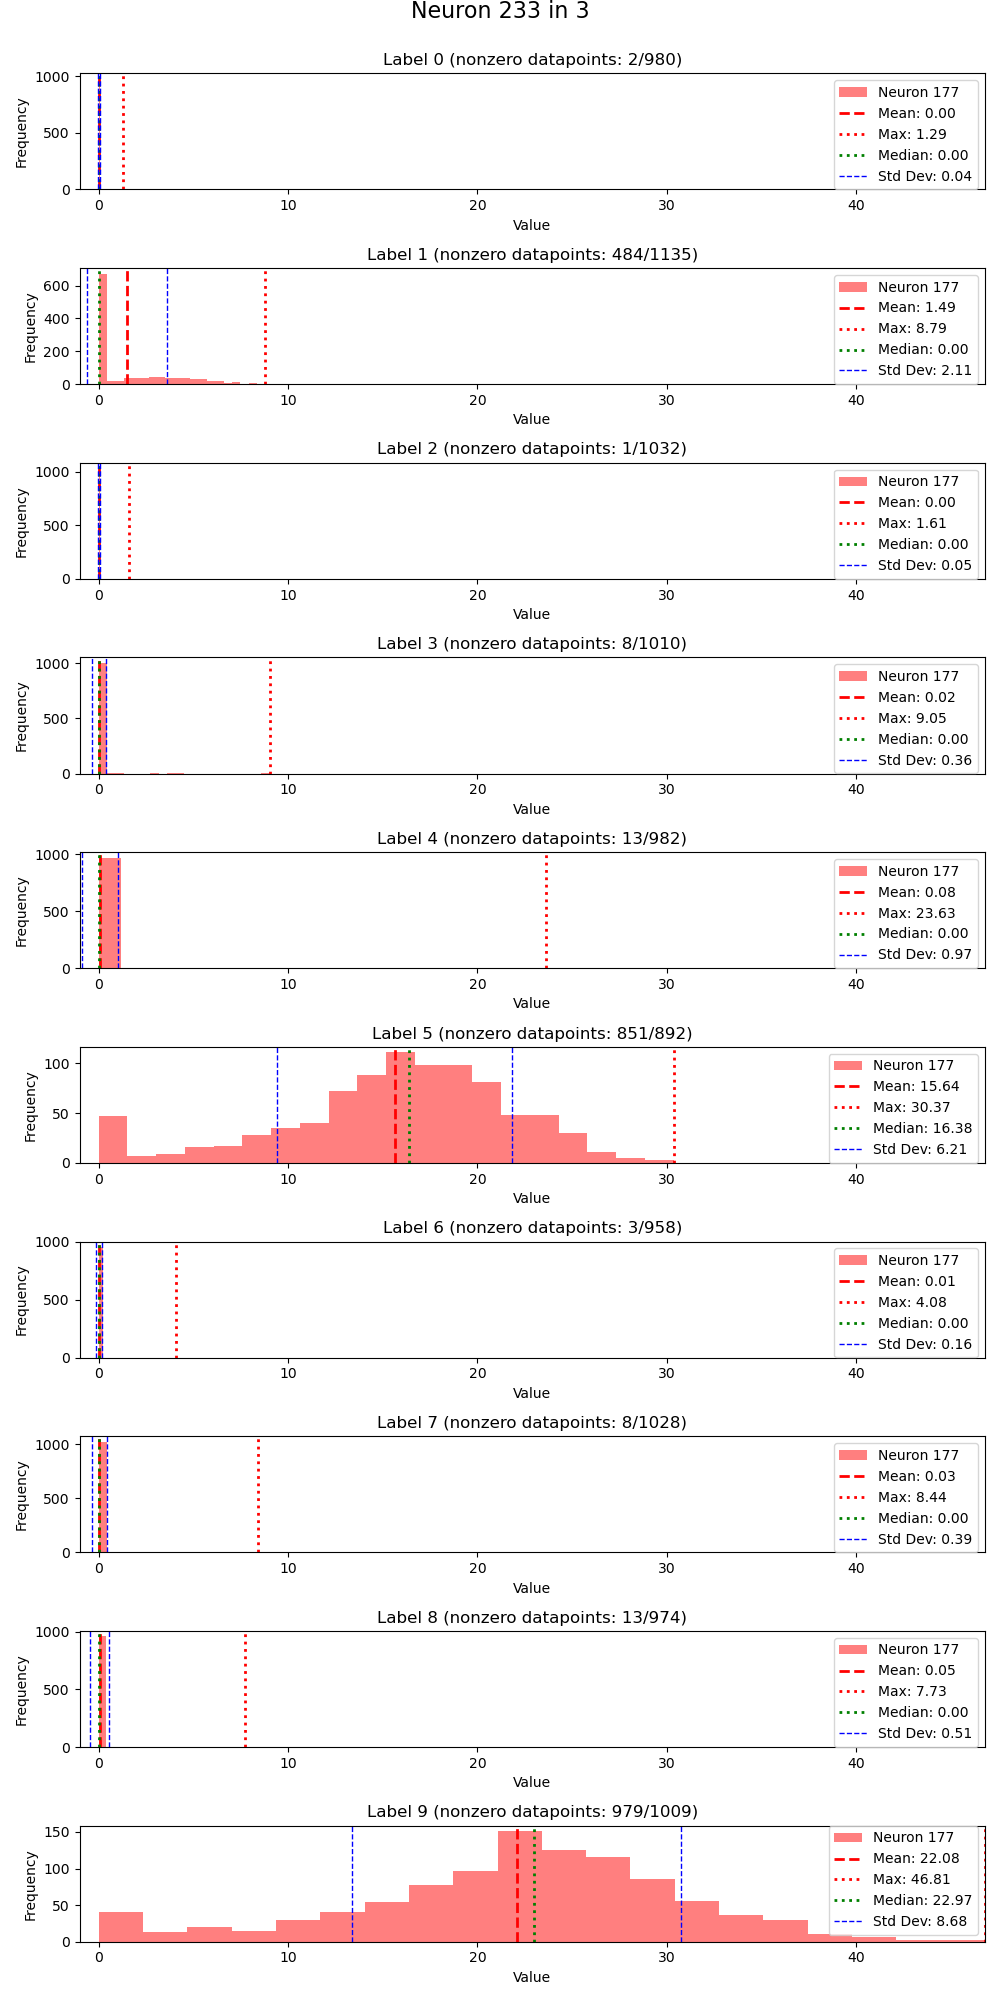 Neuron 233 in 3
Label 0 (nonzero datapoints: 2/980)
Frequency
1000
500
0
Neuron 177
Mean: 0.00
Max: 1.29
Median: 0.00
Std Dev: 0.04
0 10 20 30 40
Value
Label 1 (nonzero datapoints: 484/1135)
Frequency
600
400
200
0
Neuron 177
Mean: 1.49
Max: 8.79
Median: 0.00
Std Dev: 2.11
0 10 20 30 40
Value
Label 2 (nonzero datapoints: 1/1032)
Frequency
1000
500
0
Neuron 177
Mean: 0.00
Max: 1.61
Median: 0.00
Std Dev: 0.05
0 10 20 30 40
Value
Label 3 (nonzero datapoints: 8/1010)
Frequency
1000
500
0
Neuron 177
Mean: 0.02
Max: 9.05
Median: 0.00
Std Dev: 0.36
0 10 20 30 40
Value
Label 4 (nonzero datapoints: 13/982)
Frequency
1000
500
0
Neuron 177
Mean: 0.08
Max: 23.63
Median: 0.00
Std Dev: 0.97
0 10 20 30 40
Value
Label 5 (nonzero datapoints: 851/892)
Frequency
100
50
0
Neuron 177
Mean: 15.64
Max: 30.37
Median: 16.38
Std Dev: 6.21
0 10 20 30 40
Value
Label 6 (nonzero datapoints: 3/958)
Frequency
1000
500
0
Neuron 177
Mean: 0.01
Max: 4.08
Median: 0.00
Std Dev: 0.16
0 10 20 30 40
Value
Label 7 (nonzero datapoints: 8/1028)
Frequency
1000
500
0
Neuron 177
Mean: 0.03
Max: 8.44
Median: 0.00
Std Dev: 0.39
0 10 20 30 40
Value
Label 8 (nonzero datapoints: 13/974)
Frequency
1000
500
0
Neuron 177
Mean: 0.05
Max: 7.73
Median: 0.00
Std Dev: 0.51
0 10 20 30 40
Value
Label 9 (nonzero datapoints: 979/1009)
Frequency
150
100
50
0
Neuron 177
Mean: 22.08
Max: 46.81
Median: 22.97
Std Dev: 8.68
0 10 20 30 40
Value